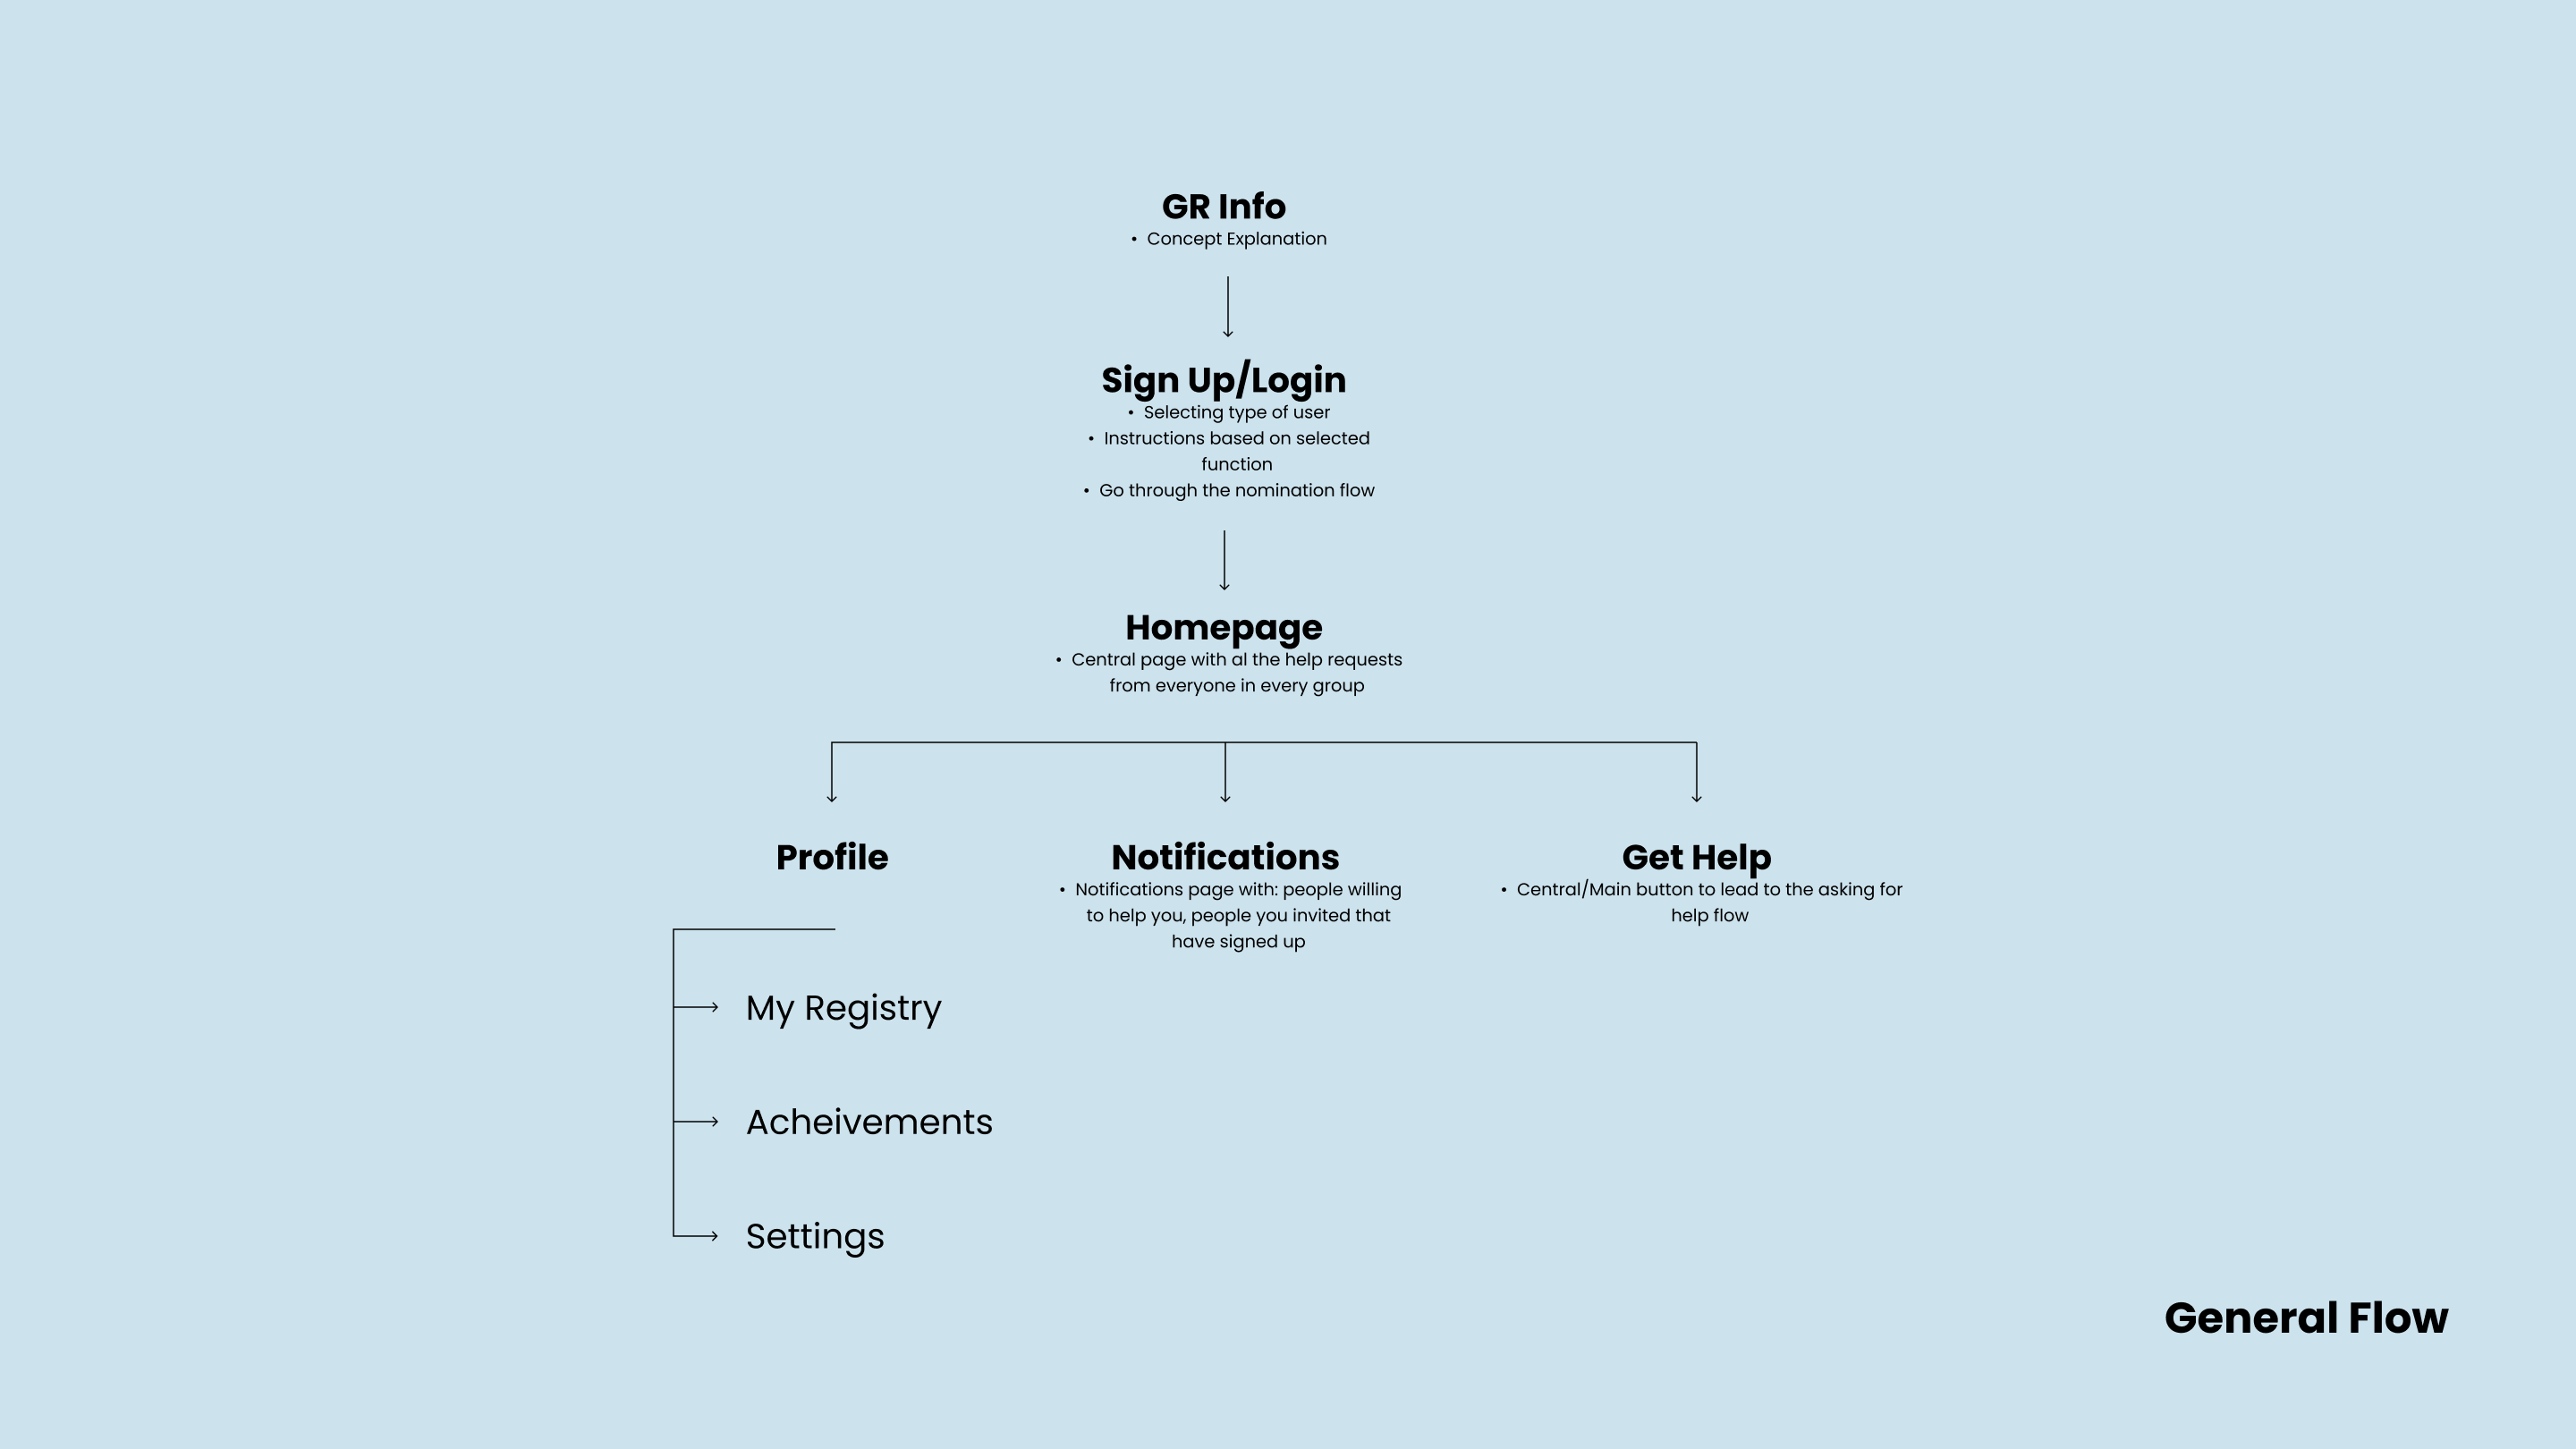 GR Info
• Concept Explanation
Sign Up/Login
• Selecting type of user
• Instructions based on selected
function
• Go through the nomination flow
Homepage
• Central page with al the help requests
from everyone in every group
Profile
Notifications
• Notifications page with: people willing
to help you, people you invited that
have signed up
Get Help
• Central/Main button to lead to the asking for
help flow
My Registry
Acheivements
Settings
General Flow